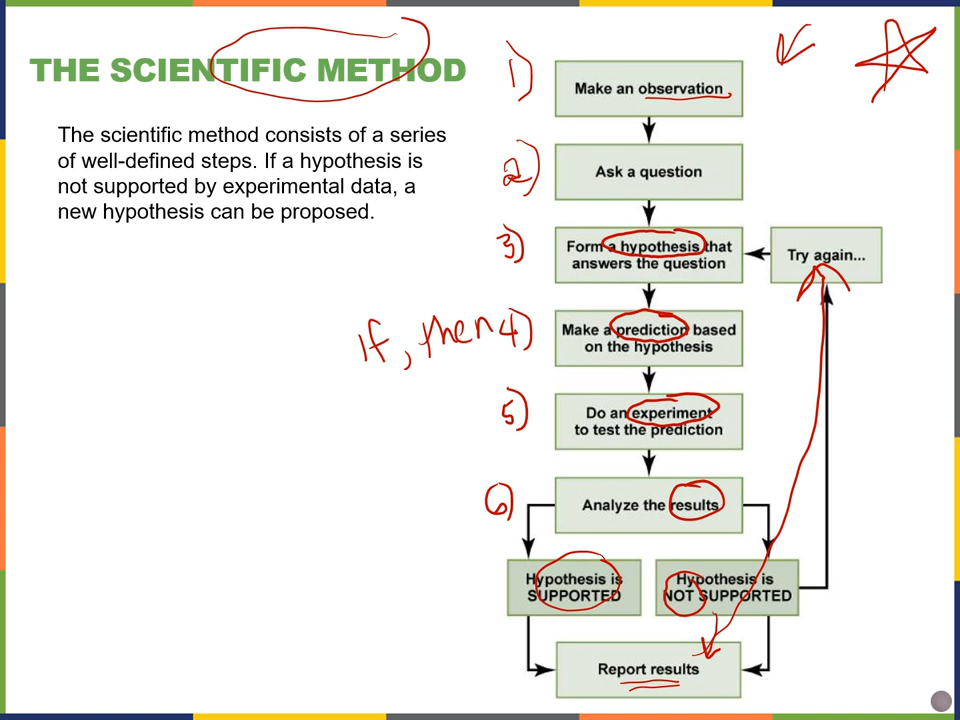 THE SCIENTIFIC METHOD
The scientific method consists of a series
of well-defined steps. If a hypothesis is
not supported by experimental data, a
new hypothesis can be proposed.
1)
Make an observation
2)
Ask a question
3)
Form a hypothesis that
answers the question
Try again...
If, then 4)
Make a prediction based
on the hypothesis
5)
Do an experiment
to test the prediction
6)
Analyze the results
Hypothesis is
SUPPORTED
Hypothesis is
NOT SUPPORTED
Report results